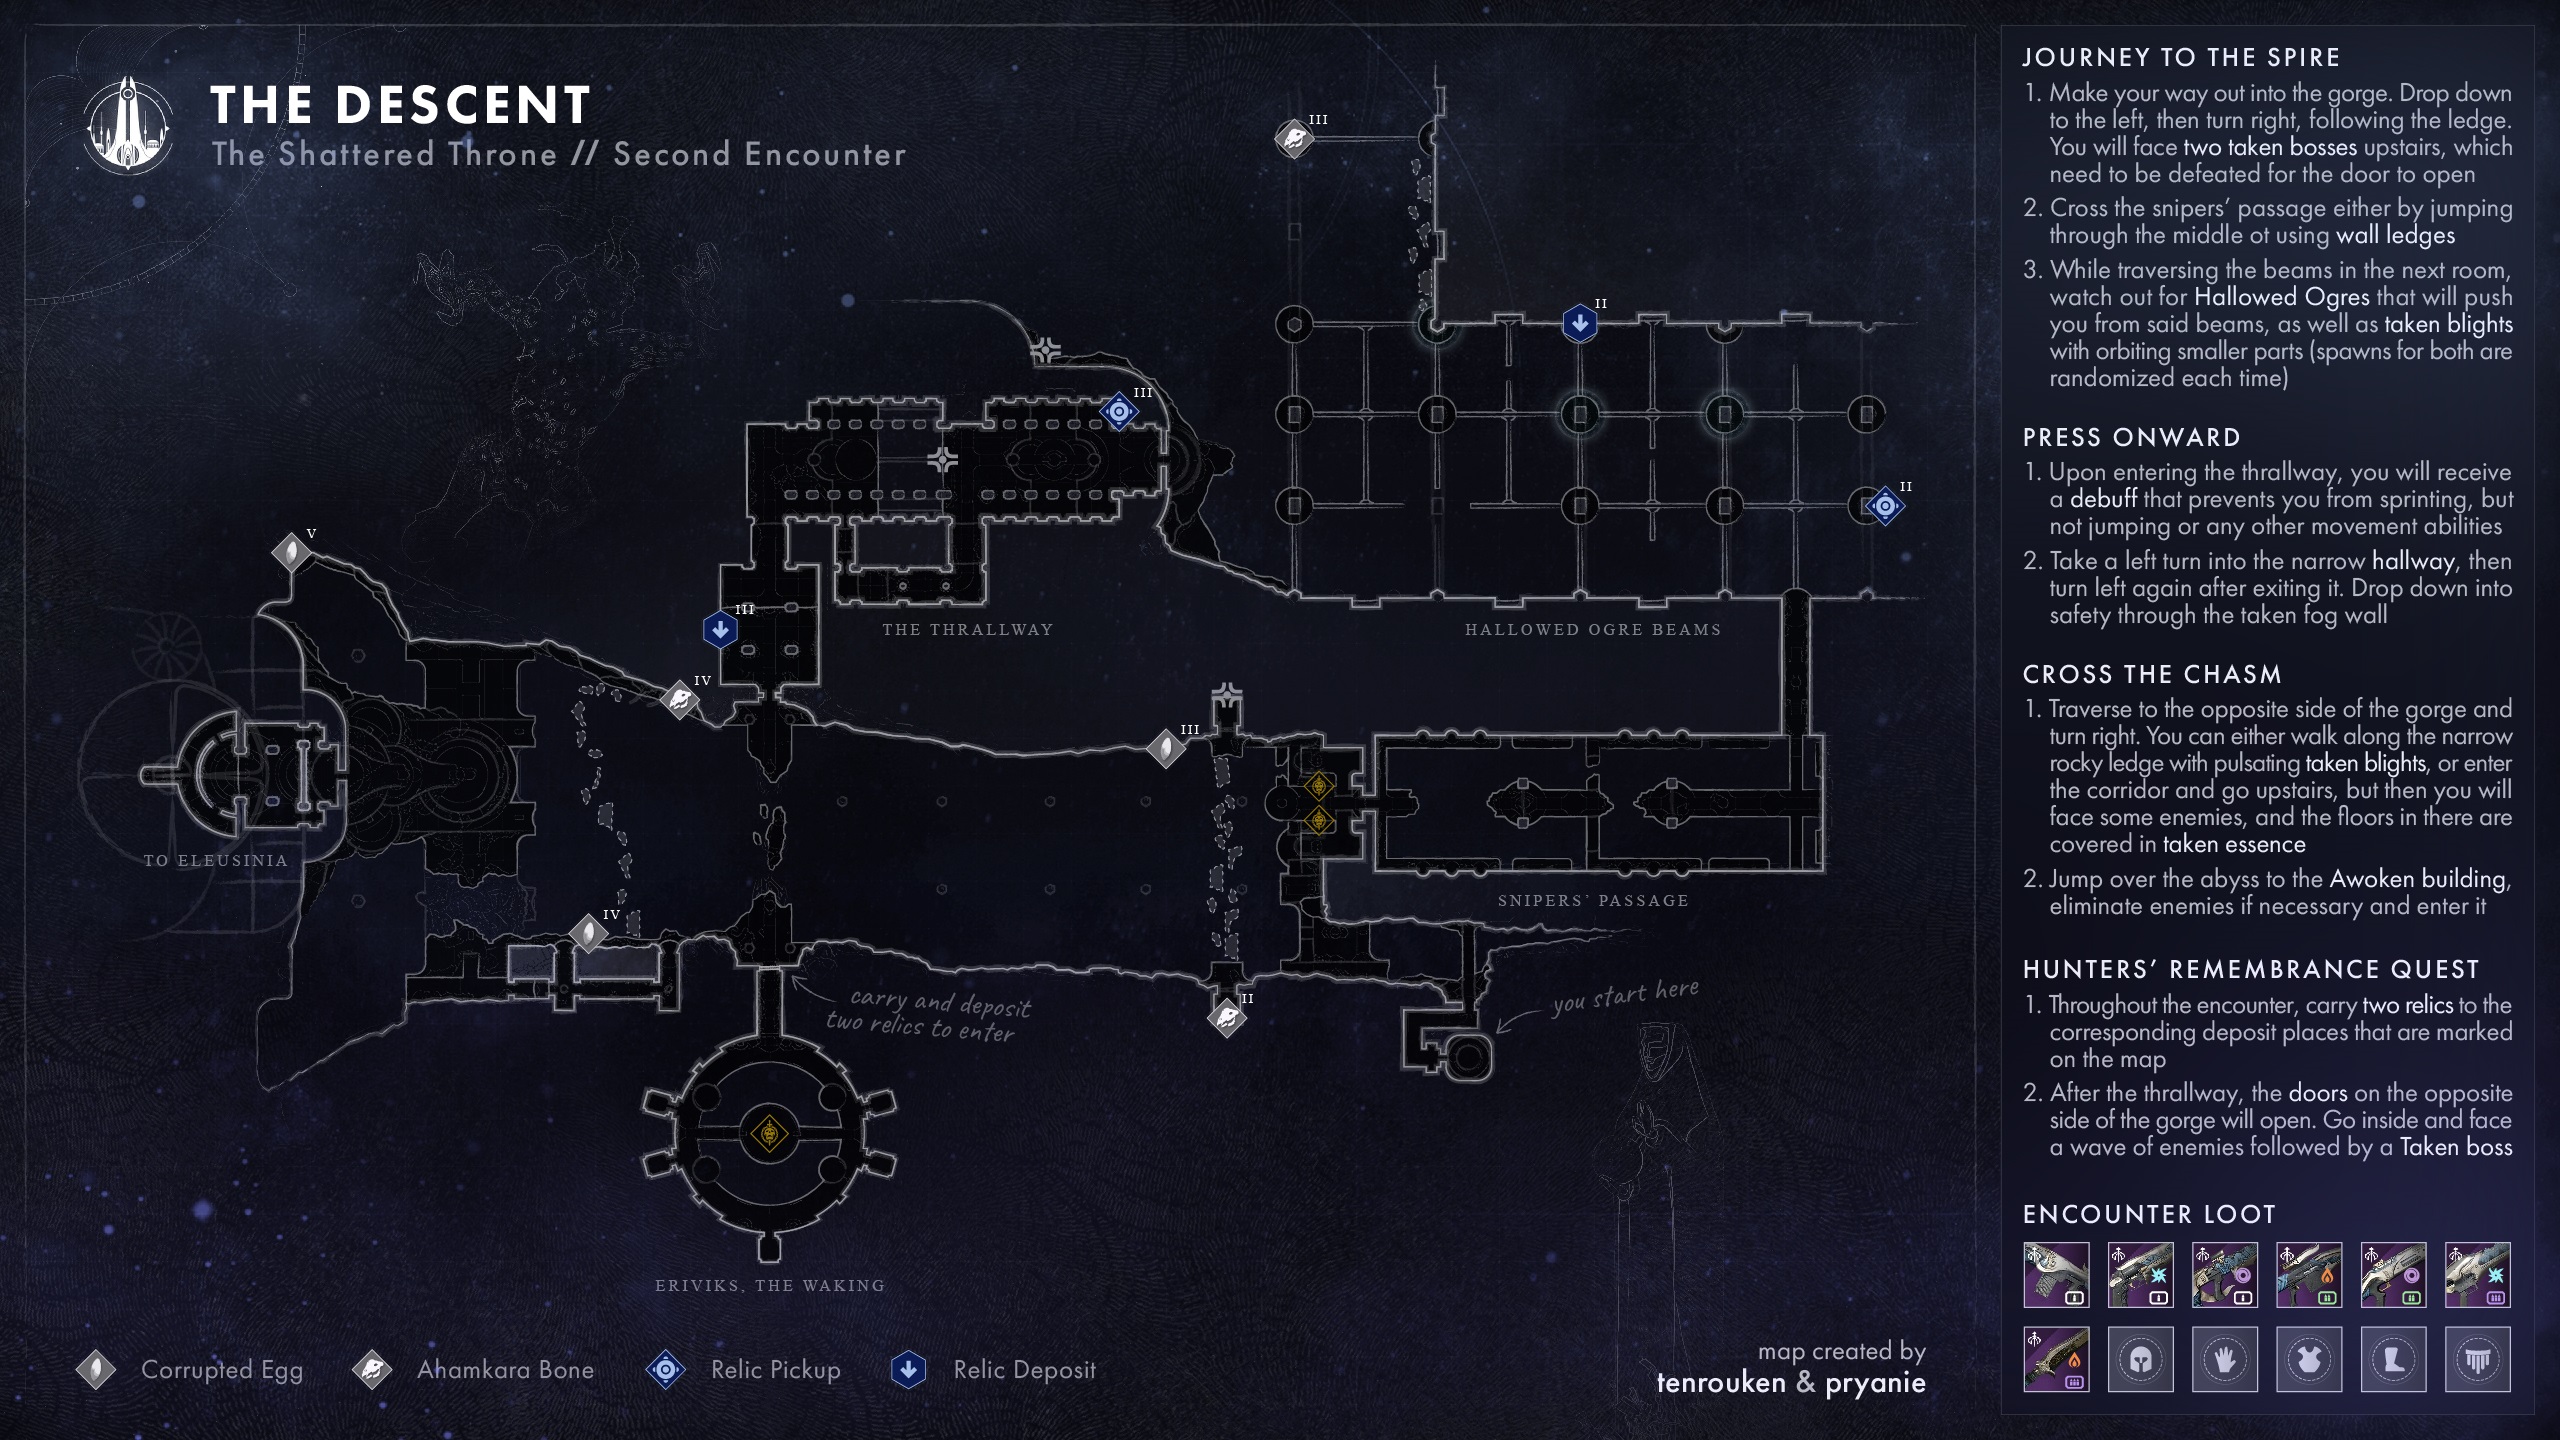 THE DESCENT
The Shattered Throne // Second Encounter
III
II
III
II
V
III
THE THRALLWAY
HALLOWED OGRE BEAMS
IV
III
TO ELEUSINIA
SNIPERS' PASSAGE
IV
II
carry and deposit
two relics to enter
you start here
ERIVIKS, THE WAKING
Corrupted Egg
Ahamkara Bone
Relic Pickup
Relic Deposit
map created by
tenrouken & pryanie
JOURNEY TO THE SPIRE
1. Make your way out into the gorge. Drop down
to the left, then turn right, following the ledge.
You will face two taken bosses upstairs, which
need to be defeated for the door to open
2. Cross the snipers' passage either by jumping
through the middle ot using wall ledges
3. While traversing the beams in the next room,
watch out for Hallowed Ogres that will push
you from said beams, as well as taken blights
with orbiting smaller parts (spawns for both are
randomized each time)
PRESS ONWARD
1. Upon entering the thrallway, you will receive
a debuff that prevents you from sprinting, but
not jumping or any other movement abilities
2. Take a left turn into the narrow hallway, then
turn left again after exiting it. Drop down into
safety through the taken fog wall
CROSS THE CHASM
1. Traverse to the opposite side of the gorge and
turn right. You can either walk along the narrow
rocky ledge with pulsating taken blights, or enter
the corridor and go upstairs, but then you will
face some enemies, and the floors in there are
covered in taken essence
2. Jump over the abyss to the Awoken building,
eliminate enemies if necessary and enter it
HUNTERS' REMEMBRANCE QUEST
1. Throughout the encounter, carry two relics to the
corresponding deposit places that are marked
on the map
2. After the thrallway, the doors on the opposite
side of the gorge will open. Go inside and face
a wave of enemies followed by a Taken boss
ENCOUNTER LOOT